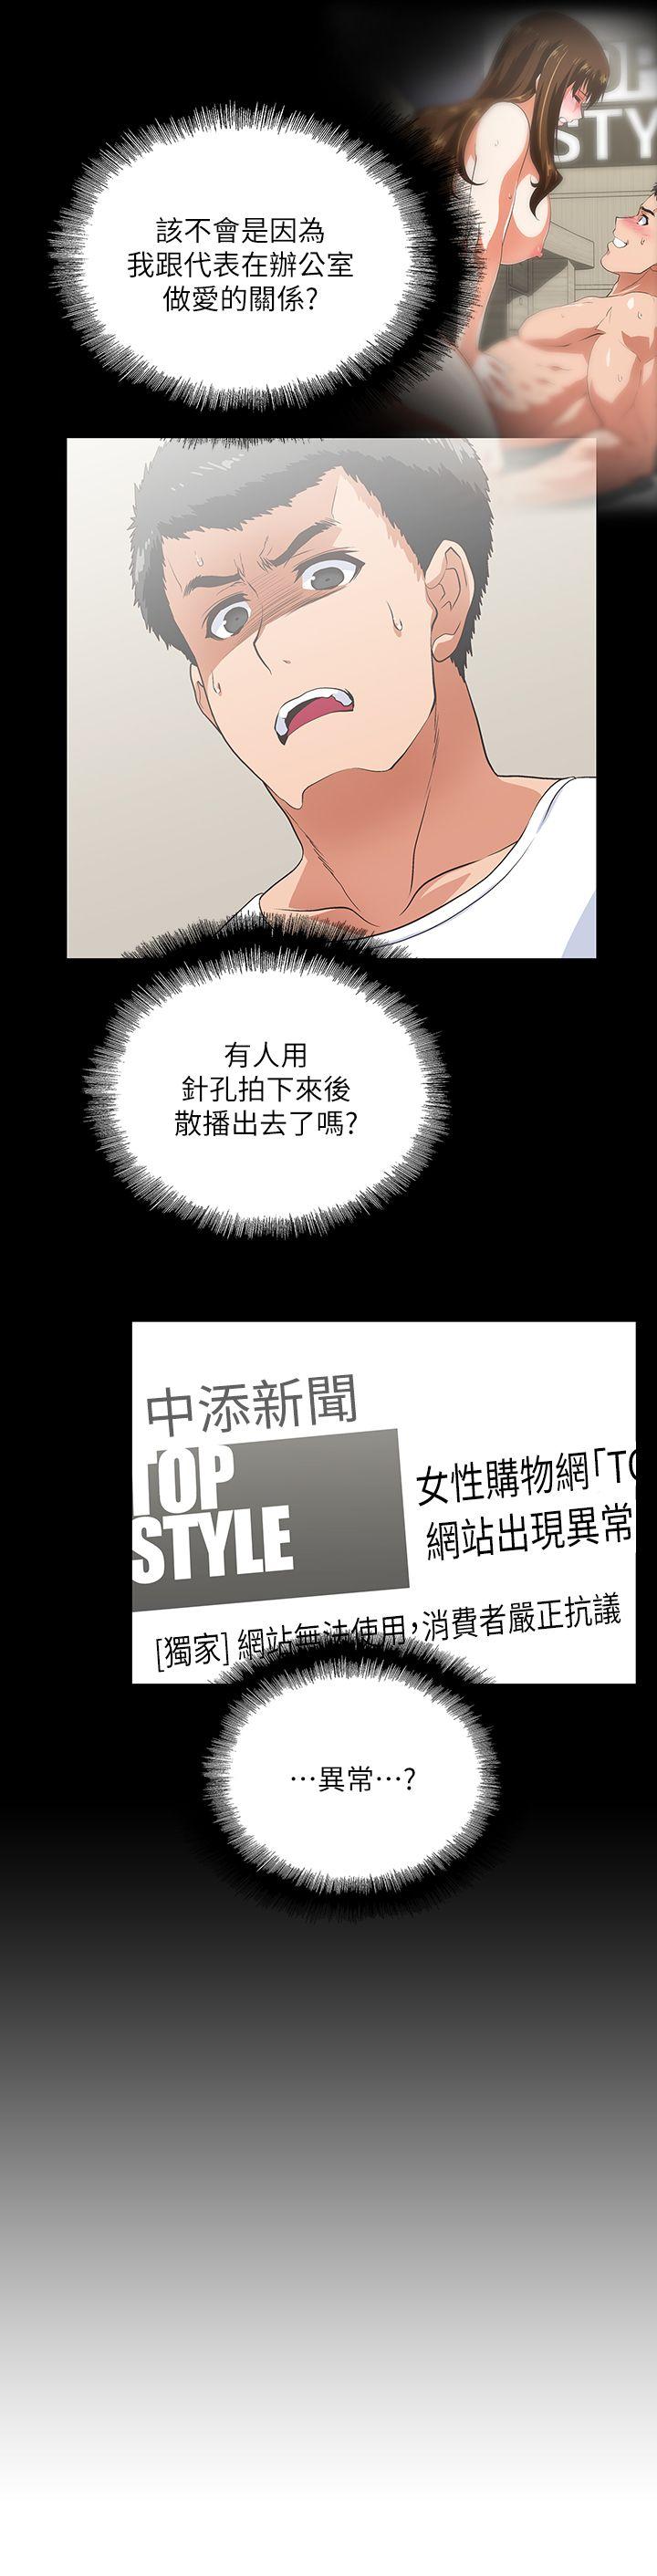 OP
STY
該不會是因為
我跟代表在辦公室
做愛的關係?
有人用
針孔拍下來後
散播出去了嗎?
中添新聞
TOP
STYLE
女性購物網「TO
網站出現異常
[獨家] 網站無法使用，消費者嚴正抗議
…異常…?